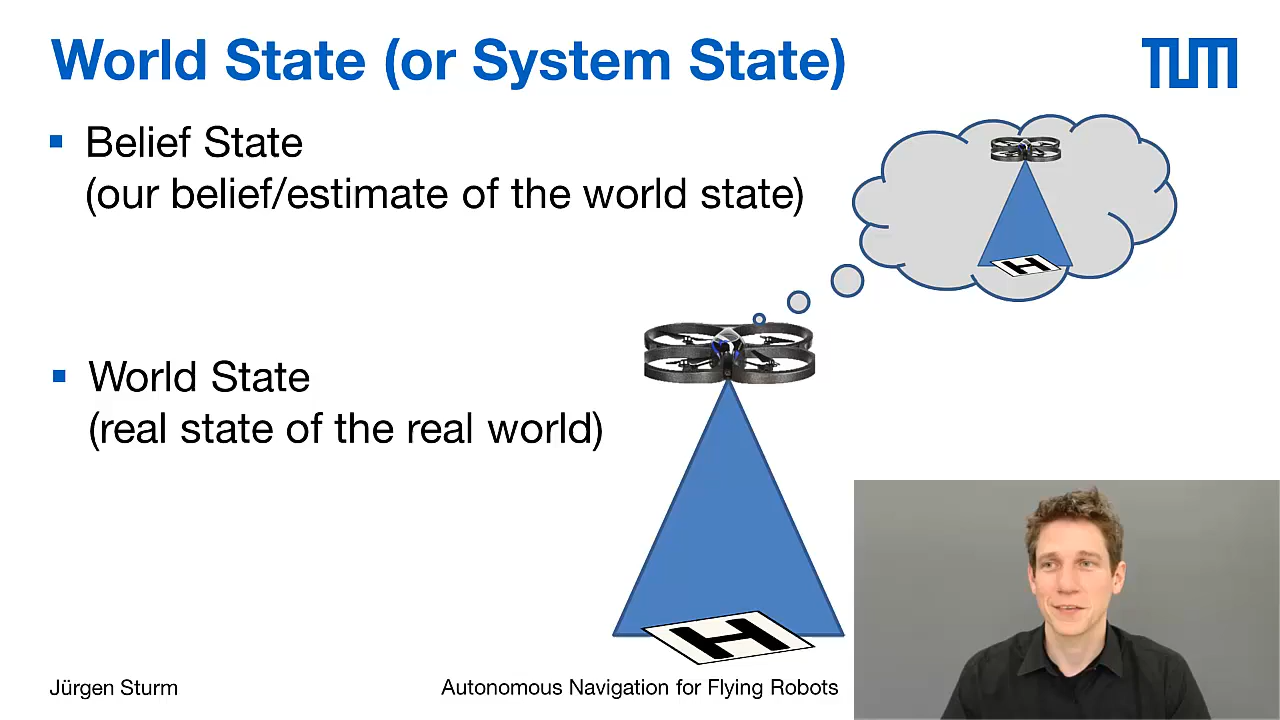 World State (or System State)
TUM
Belief State
(our belief/estimate of the world state)
H
World State
(real state of the real world)
H
Jürgen Sturm
Autonomous Navigation for Flying Robots